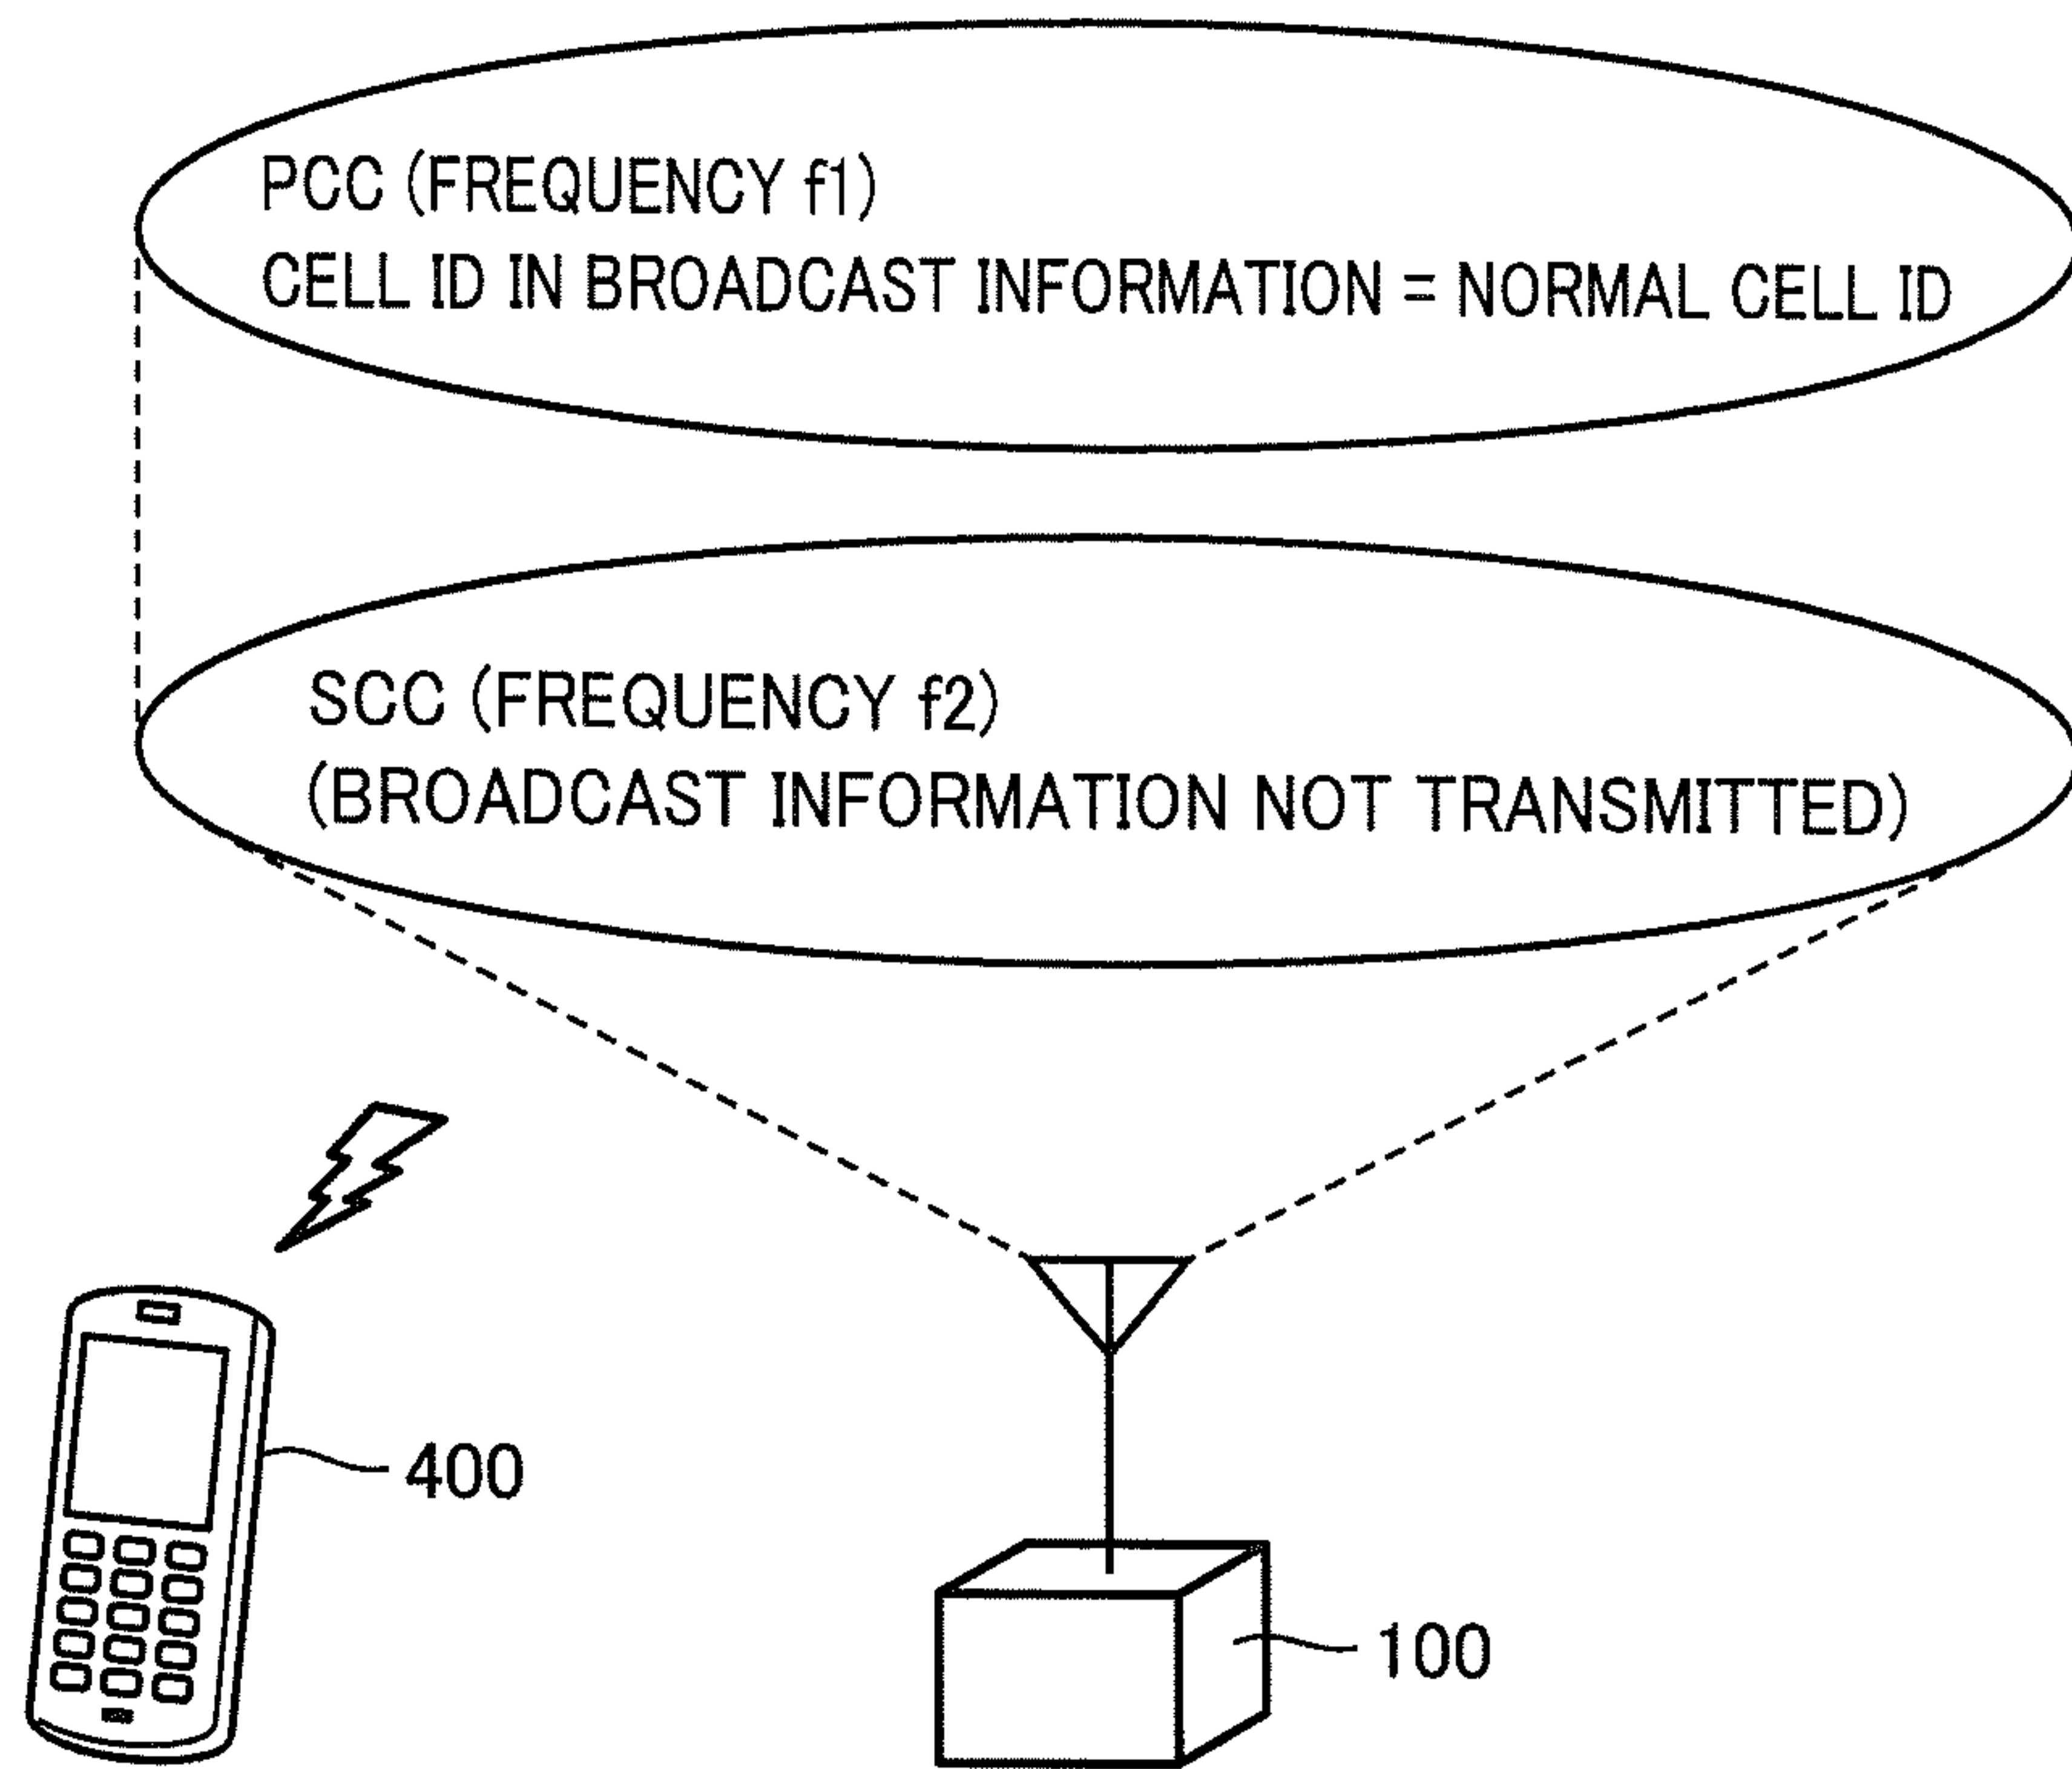 PCC (FREQUENCY f1)
CELL ID IN BROADCAST INFORMATION = NORMAL CELL ID
SCC (FREQUENCY f2)
(BROADCAST INFORMATION NOT TRANSMITTED)
400
100